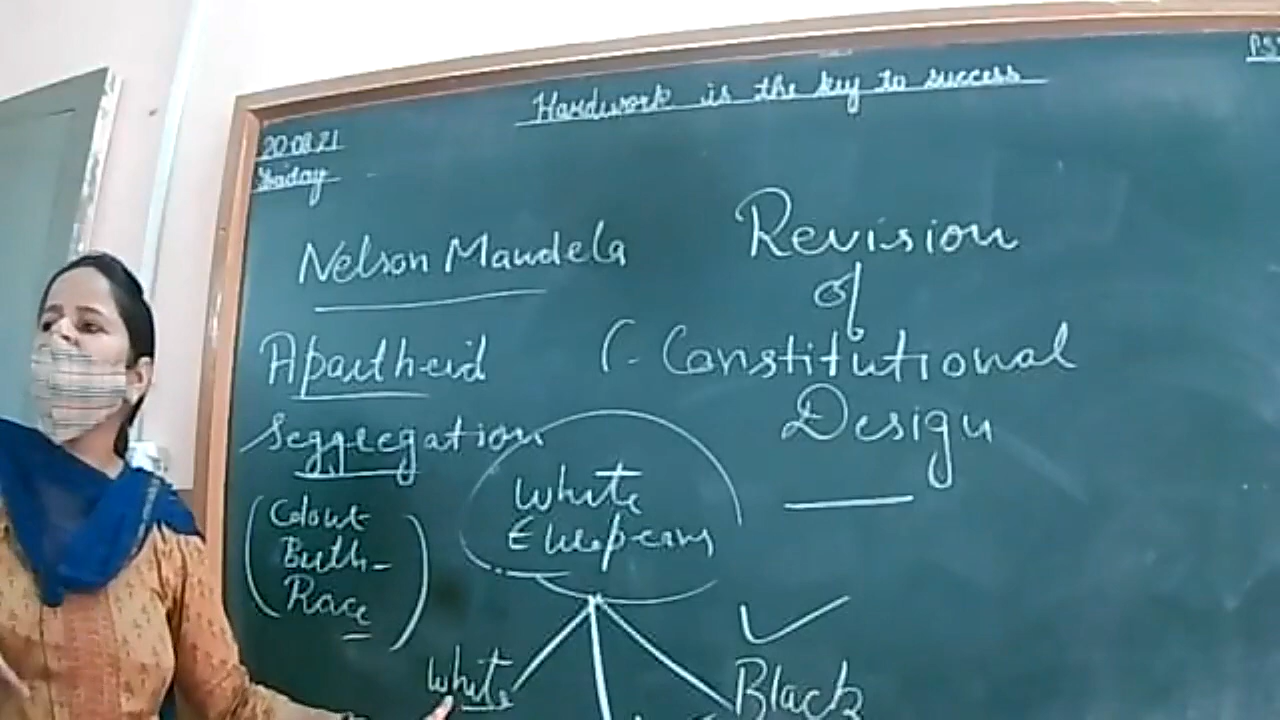 Hardwork is the key to success
20.08.21
Friday
Nelson Mandela
Revision
of
Apartheid
(- Constitutional
Design
Seggregation
White
Eueopeans
(Colour
Birth
Race)
White
Black